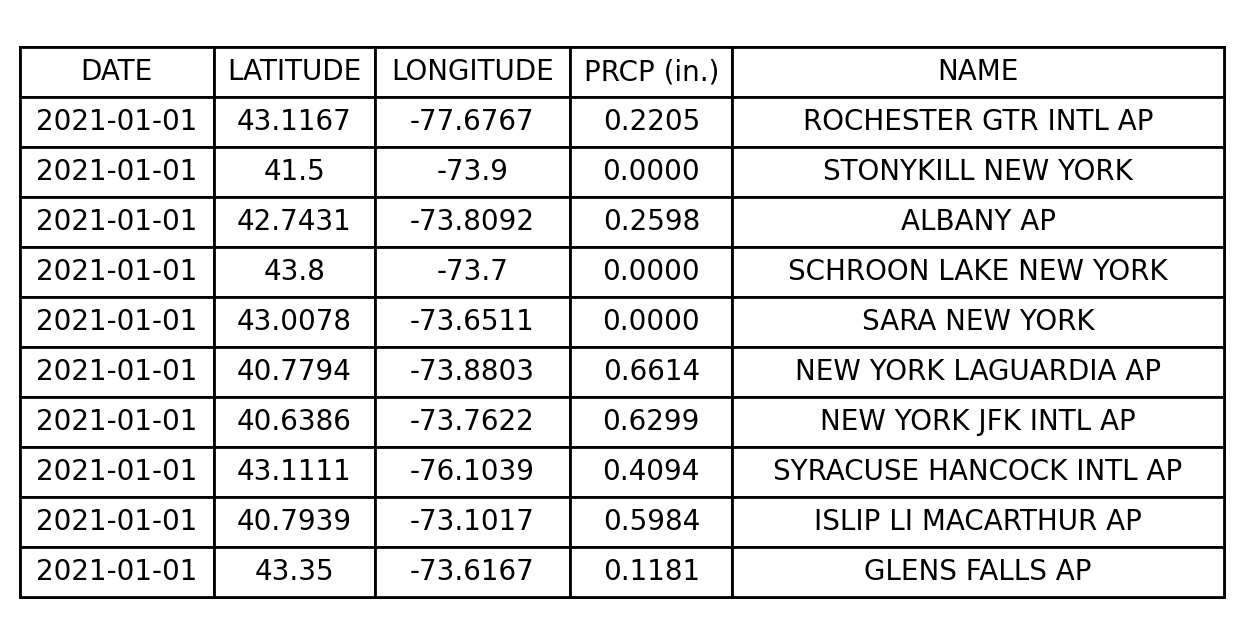 DATE LATITUDE LONGITUDE PRCP (in.) NAME
2021-01-01 43.1167 -77.6767 0.2205 ROCHESTER GTR INTL AP
2021-01-01 41.5 -73.9 0.0000 STONYKILL NEW YORK
2021-01-01 42.7431 -73.8092 0.2598 ALBANY AP
2021-01-01 43.8 -73.7 0.0000 SCHROON LAKE NEW YORK
2021-01-01 43.0078 -73.6511 0.0000 SARA NEW YORK
2021-01-01 40.7794 -73.8803 0.6614 NEW YORK LAGUARDIA AP
2021-01-01 40.6386 -73.7622 0.6299 NEW YORK JFK INTL AP
2021-01-01 43.1111 -76.1039 0.4094 SYRACUSE HANCOCK INTL AP
2021-01-01 40.7939 -73.1017 0.5984 ISLIP LI MACARTHUR AP
2021-01-01 43.35 -73.6167 0.1181 GLENS FALLS AP